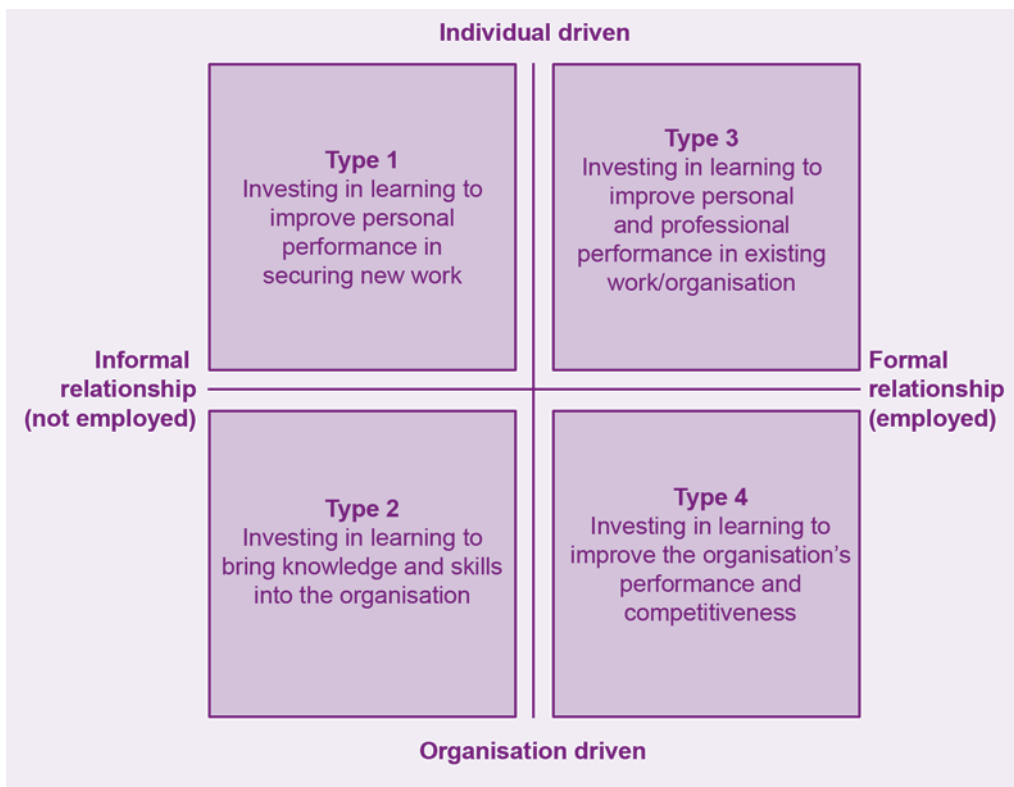 Individual driven
Type 1
Investing in learning to
improve personal
performance in
securing new work
Type 3
Investing in learning to
improve personal
and professional
performance in existing
work/organisation
Informal
relationship
(not employed)
Formal
relationship
(employed)
Type 2
Investing in learning to
bring knowledge and skills
into the organisation
Type 4
Investing in learning to
improve the organisation's
performance and
competitiveness
Organisation driven